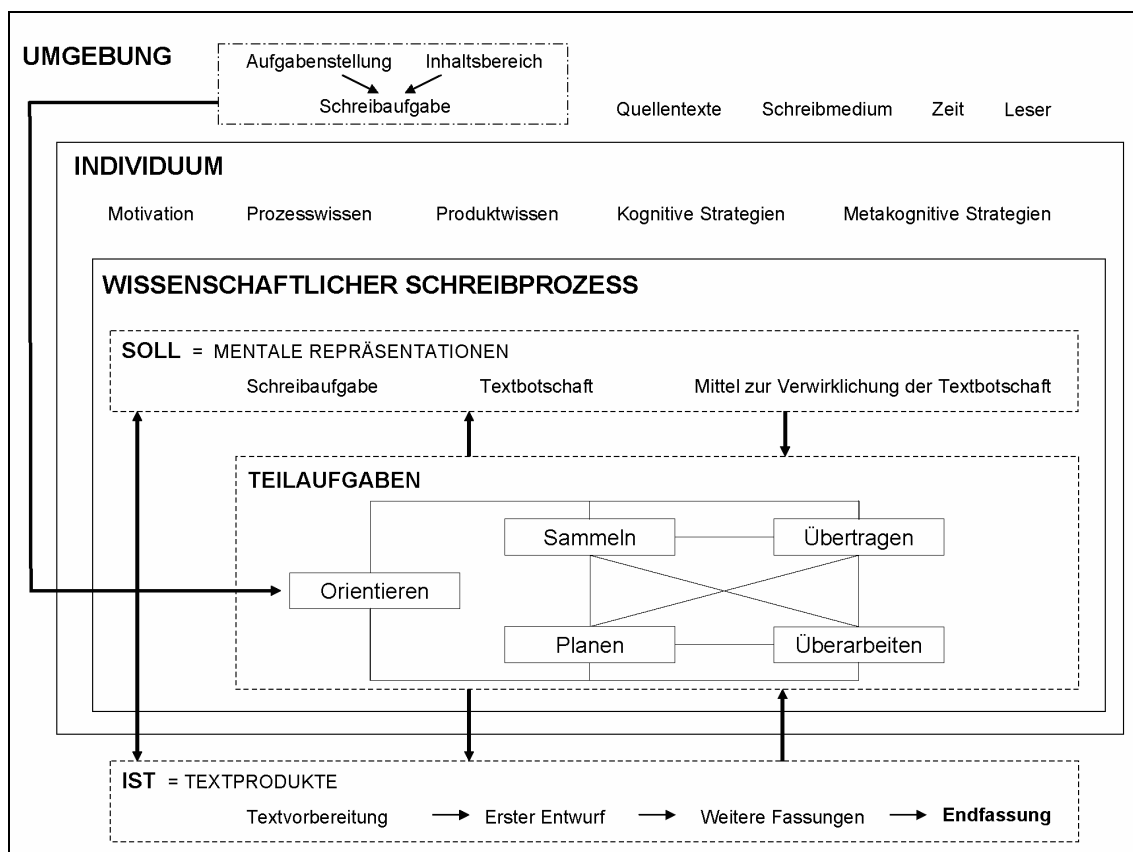 UMGEBUNG
Aufgabenstellung Inhaltsbereich
Schreibaufgabe
Quellentexte Schreibmedium Zeit Leser
INDIVIDUUM
Motivation Prozesswissen Produktwissen Kognitive Strategien Metakognitive Strategien
WISSENSCHAFTLICHER SCHREIBPROZESS
SOLL = MENTALE REPRÄSENTATIONEN
Schreibaufgabe Textbotschaft Mittel zur Verwirklichung der Textbotschaft
TEILAUFGABEN
Sammeln Übertragen
Orientieren
Planen Überarbeiten
IST = TEXTPRODUKTE
Textvorbereitung Erster Entwurf Weitere Fassungen Endfassung